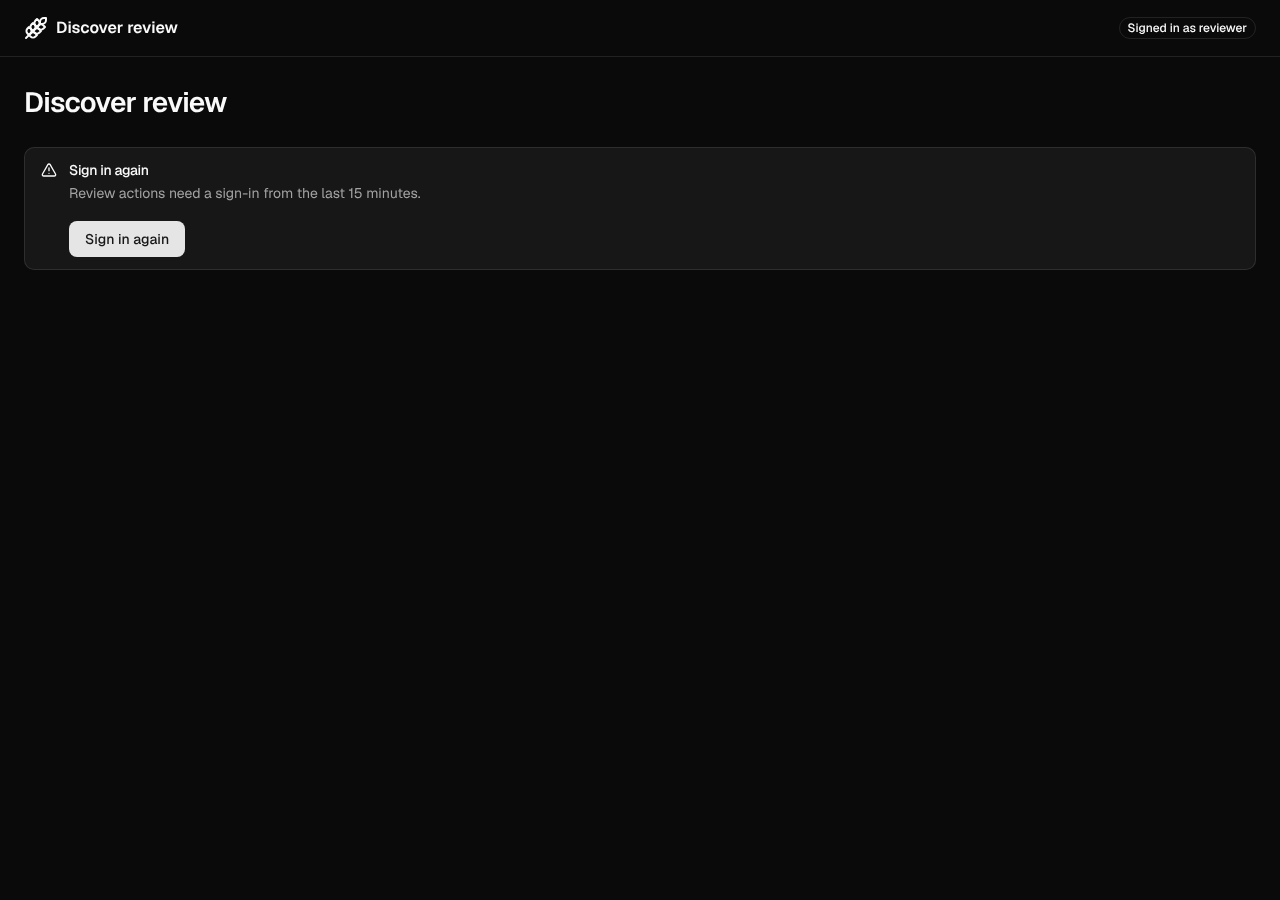 Discover review
Signed in as reviewer
Discover review
Sign in again
Review actions need a sign-in from the last 15 minutes.
Sign in again